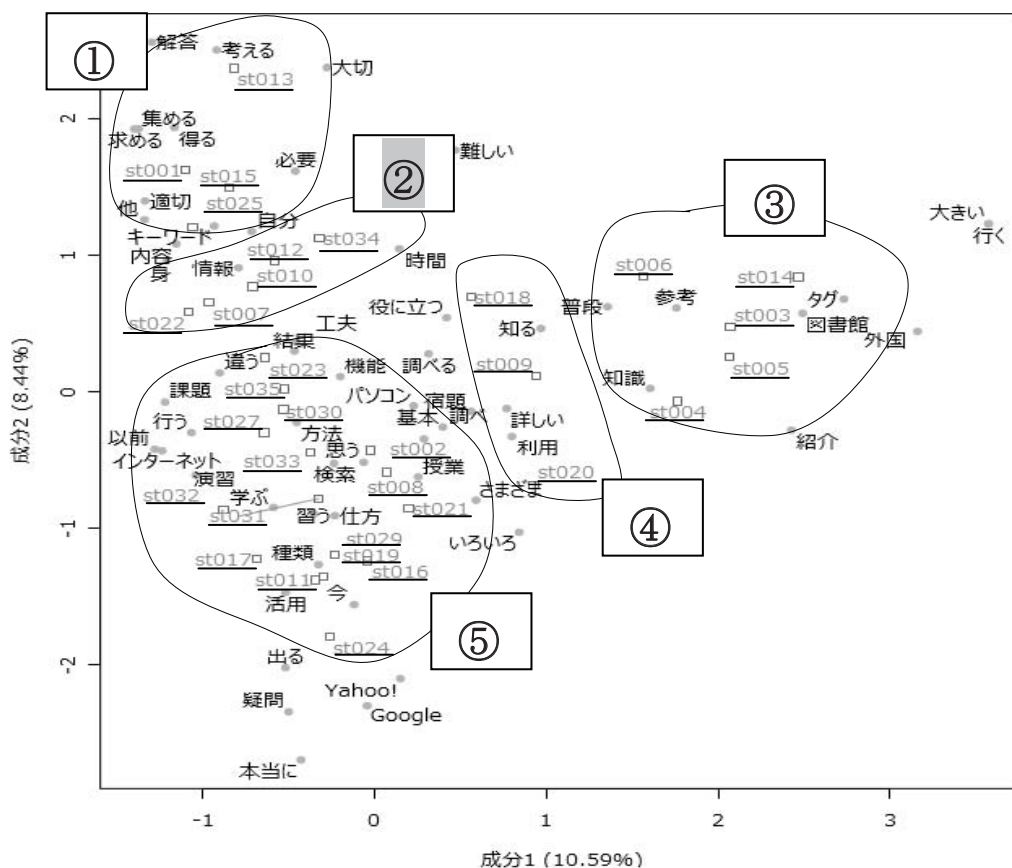 ①
②
③
④
⑤
解答
考える
大切
st013
集める
求める
得る
難しい
st001
st015
必要
st025
適切
他
自分
キーワード
内容
身
st034
st012
情報
時間
st010
st022
st007
大きい
行く
st006
st014
参考
タグ
st003
図書館
外国
st005
普段
知識
st004
紹介
st018
役に立つ
知る
工夫
結果
違う
st023
機能
調べる
st009
課題
st035
パソコン
宿題
基本
調べ
詳しい
行う
st027
st030
方法
利用
以前
インターネット
思う
st002
st033
検索
授業
st020
演習
さまざま
st032
学ぶ
st008
st031
習う
仕方
st021
いろいろ
st029
種類
st017
st019
st011
st016
今
活用
st024
出る
疑問
Yahoo!
Google
本当に
2
1
0
-1
-2
成分2 (8.44%)
-1
0
1
2
3
成分1 (10.59%)